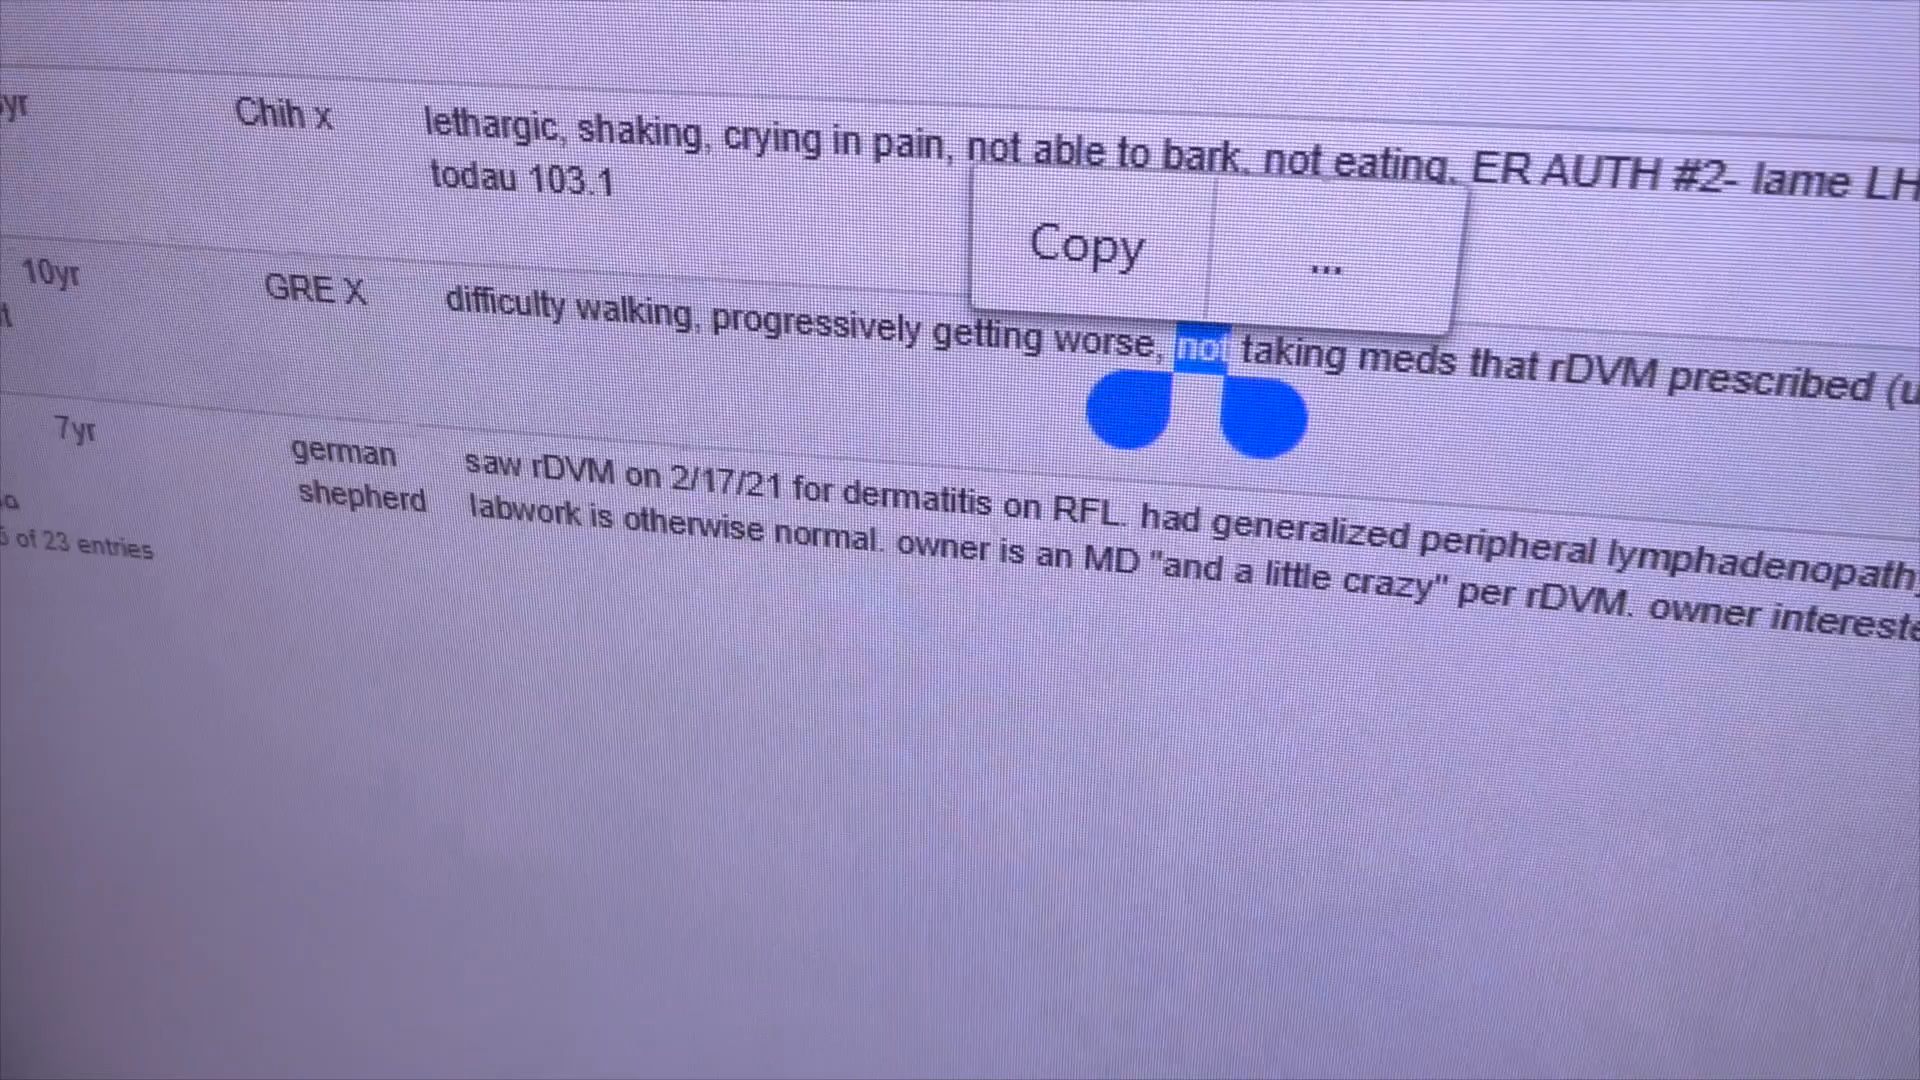 yr
Chih x
lethargic, shaking, crying in pain, not able to bark, not eating. ER AUTH #2- lame LH
todau 103.1
Copy
...
10yr
GRE X
difficulty walking, progressively getting worse, not taking meds that rDVM prescribed (u
7yr
german
shepherd
saw rDVM on 2/17/21 for dermatitis on RFL. had generalized peripheral lymphadenopathy
labwork is otherwise normal. owner is an MD "and a little crazy" per rDVM. owner intereste
of 23 entries